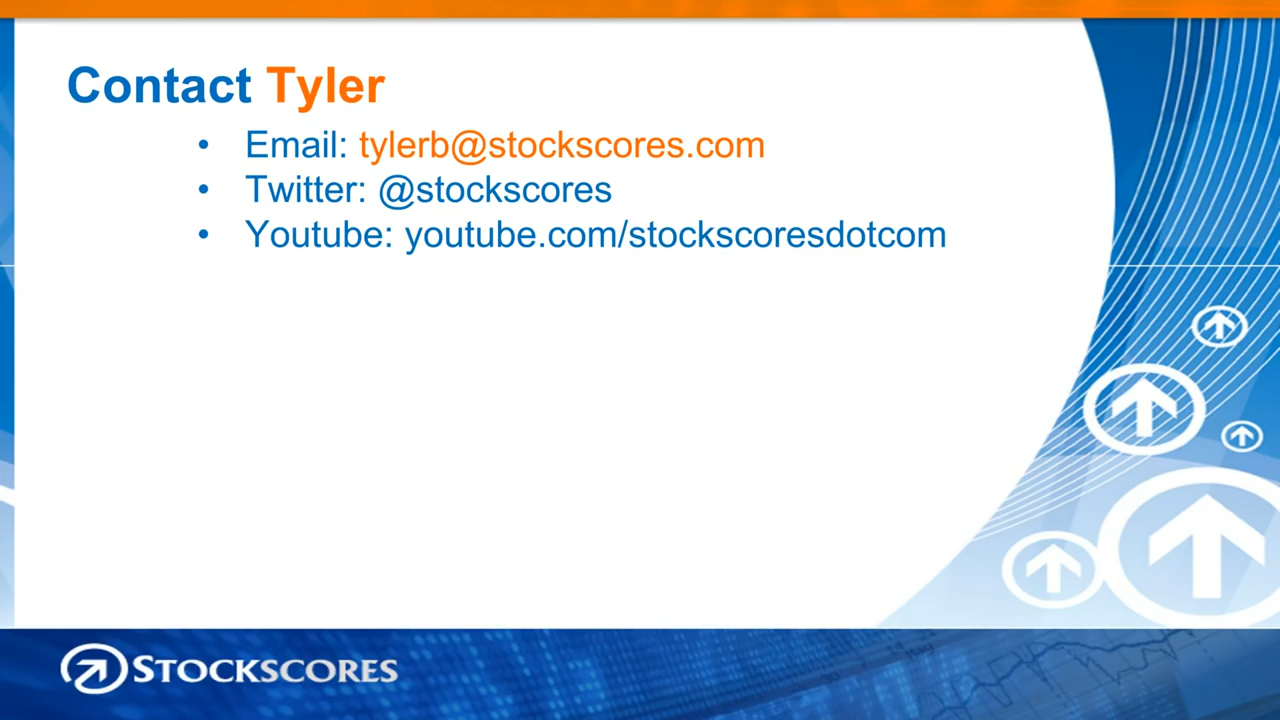 Contact Tyler
• Email: tylerb@stockscores.com
• Twitter: @stockscores
• Youtube: youtube.com/stockscoresdotcom
STOCKSCORES